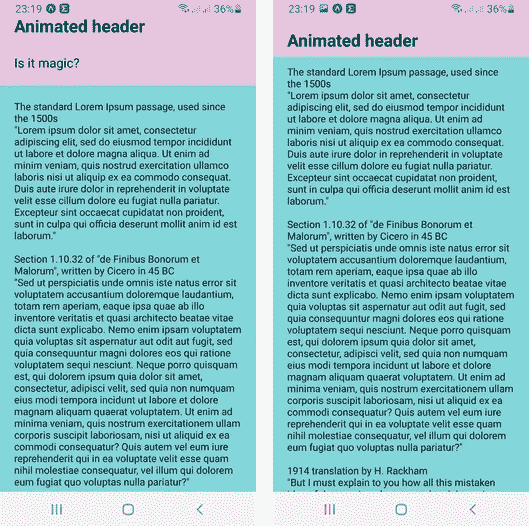 23:19 36%
Animated header
Is it magic?
The standard Lorem Ipsum passage, used since
the 1500s
"Lorem ipsum dolor sit amet, consectetur
adipiscing elit, sed do eiusmod tempor incididunt
ut labore et dolore magna aliqua. Ut enim ad
minim veniam, quis nostrud exercitation ullamco
laboris nisi ut aliquip ex ea commodo consequat.
Duis aute irure dolor in reprehenderit in voluptate
velit esse cillum dolore eu fugiat nulla pariatur.
Excepteur sint occaecat cupidatat non proident,
sunt in culpa qui officia deserunt mollit anim id est
laborum."
Section 1.10.32 of "de Finibus Bonorum et
Malorum", written by Cicero in 45 BC
"Sed ut perspiciatis unde omnis iste natus error sit
voluptatem accusantium doloremque laudantium,
totam rem aperiam, eaque ipsa quae ab illo
inventore veritatis et quasi architecto beatae vitae
dicta sunt explicabo. Nemo enim ipsam voluptatem
quia voluptas sit aspernatur aut odit aut fugit, sed
quia consequuntur magni dolores eos qui ratione
voluptatem sequi nesciunt. Neque porro quisquam
est, qui dolorem ipsum quia dolor sit amet,
consectetur, adipisci velit, sed quia non numquam
eius modi tempora incidunt ut labore et dolore
magnam aliquam quaerat voluptatem. Ut enim ad
minima veniam, quis nostrum exercitationem ullam
corporis suscipit laboriosam, nisi ut aliquid ex ea
commodi consequatur? Quis autem vel eum iure
reprehenderit qui in ea voluptate velit esse quam
nihil molestiae consequatur, vel illum qui dolorem
eum fugiat quo voluptas nulla pariatur?"
23:19 36%
Animated header
The standard Lorem Ipsum passage, used since
the 1500s
"Lorem ipsum dolor sit amet, consectetur
adipiscing elit, sed do eiusmod tempor incididunt
ut labore et dolore magna aliqua. Ut enim ad
minim veniam, quis nostrud exercitation ullamco
laboris nisi ut aliquip ex ea commodo consequat.
Duis aute irure dolor in reprehenderit in voluptate
velit esse cillum dolore eu fugiat nulla pariatur.
Excepteur sint occaecat cupidatat non proident,
sunt in culpa qui officia deserunt mollit anim id est
laborum."
Section 1.10.32 of "de Finibus Bonorum et
Malorum", written by Cicero in 45 BC
"Sed ut perspiciatis unde omnis iste natus error sit
voluptatem accusantium doloremque laudantium,
totam rem aperiam, eaque ipsa quae ab illo
inventore veritatis et quasi architecto beatae vitae
dicta sunt explicabo. Nemo enim ipsam voluptatem
quia voluptas sit aspernatur aut odit aut fugit, sed
quia consequuntur magni dolores eos qui ratione
voluptatem sequi nesciunt. Neque porro quisquam
est, qui dolorem ipsum quia dolor sit amet,
consectetur, adipisci velit, sed quia non numquam
eius modi tempora incidunt ut labore et dolore
magnam aliquam quaerat voluptatem. Ut enim ad
minima veniam, quis nostrum exercitationem ullam
corporis suscipit laboriosam, nisi ut aliquid ex ea
commodi consequatur? Quis autem vel eum iure
reprehenderit qui in ea voluptate velit esse quam
nihil molestiae consequatur, vel illum qui dolorem
eum fugiat quo voluptas nulla pariatur?"
1914 translation by H. Rackham
"But I must explain to you how all this mistaken